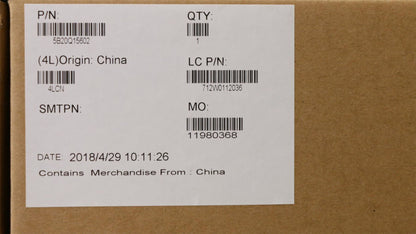 P/N:
5B20Q15602
QTY:
1
(4L)Origin: China
4LCN
LC P/N:
712W0112036
SMTPN:
MO:
11980368
DATE: 2018/4/29 10:11:26
Contains Merchandise From : China